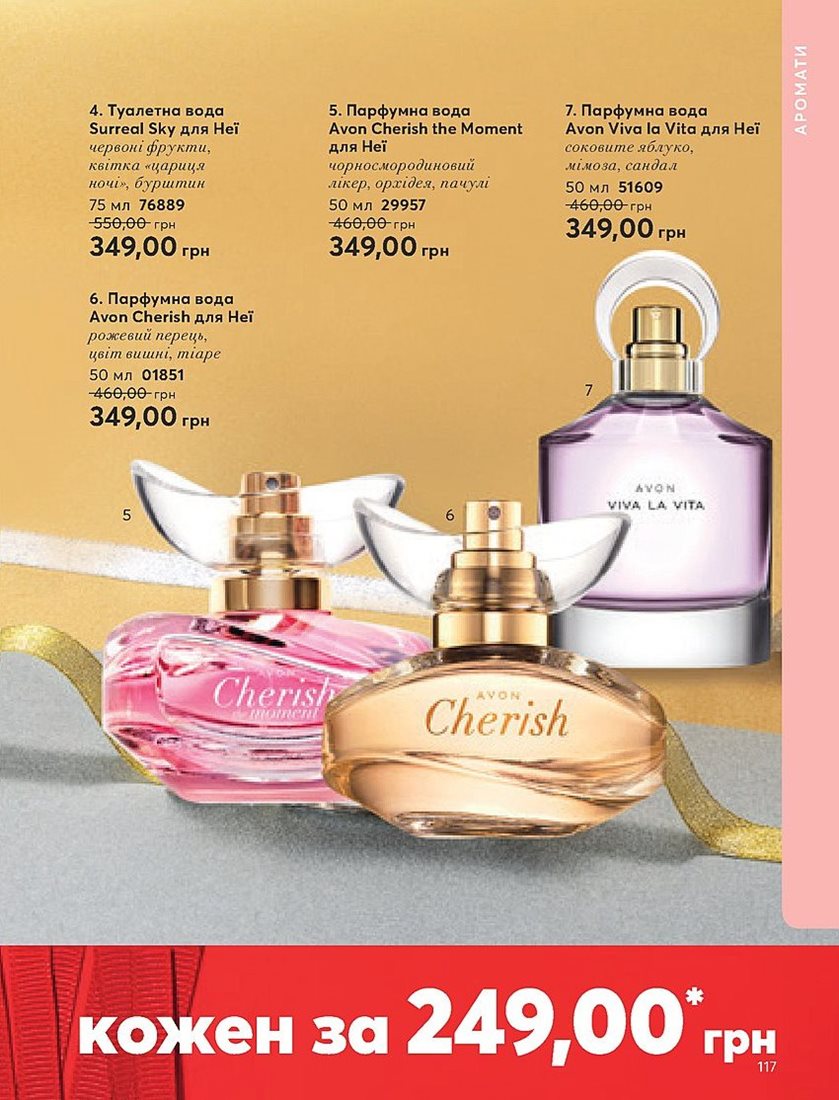 АРОМАТИ
4. Туалетна вода
Surreal Sky для Неї
червоні фрукти,
квітка «цариця
ночі», бурштин
75 мл 76889
550,00 грн
349,00 грн
5. Парфумна вода
Avon Cherish the Moment
для Неї
чорносмородиновий
лікер, орхідея, пачулі
50 мл 29957
460,00 грн
349,00 грн
7. Парфумна вода
Avon Viva la Vita для Неї
соковите яблуко,
мімоза, сандал
50 мл 51609
460,00 грн
349,00 грн
6. Парфумна вода
Avon Cherish для Неї
рожевий перець,
цвіт вишні, тіаре
50 мл 01851
460,00 грн
349,00 грн
7
AVON
VIVA LA VITA
5
AVON
Cherish
moment
6
AVON
Cherish
кожен за 249,00* грн
117